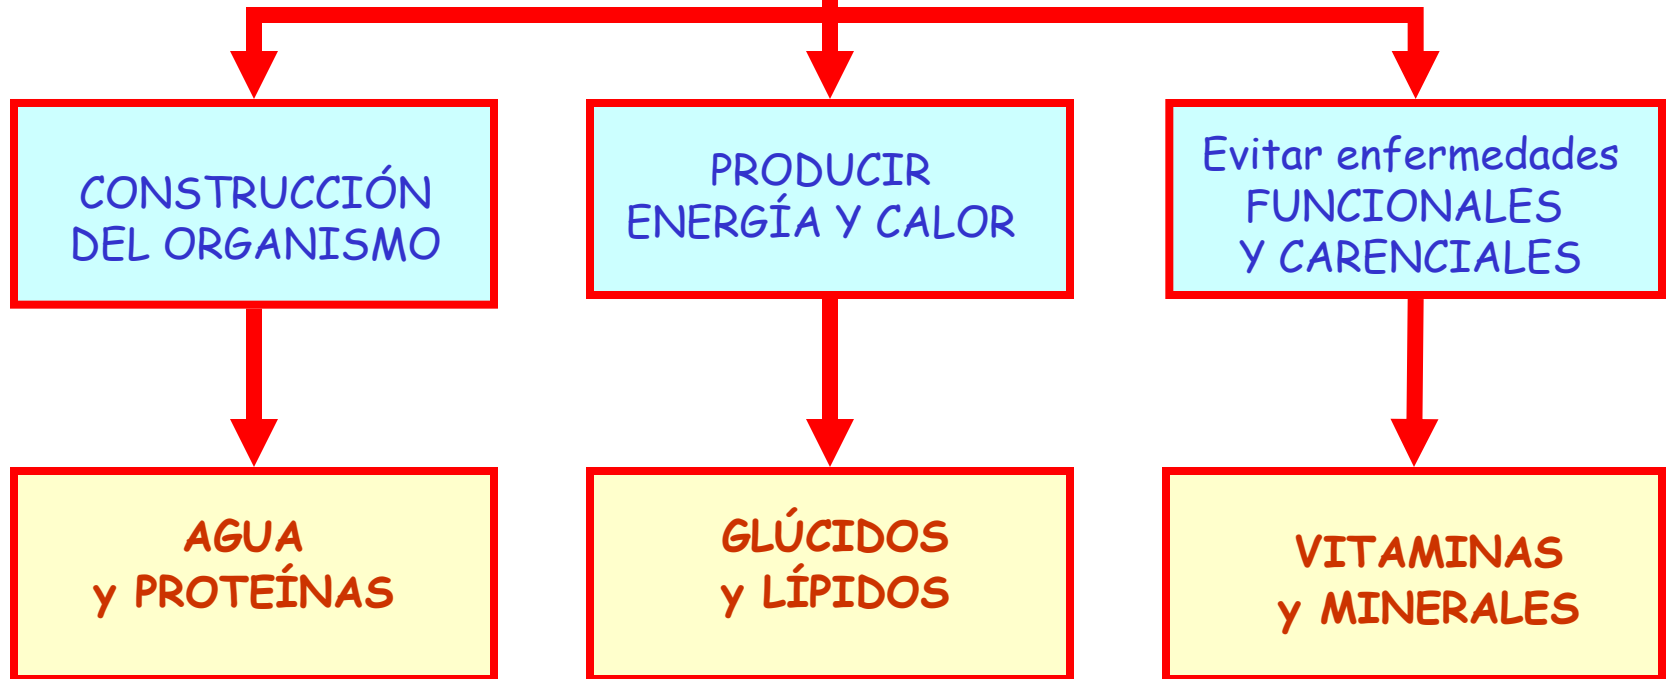 CONSTRUCCIÓN
DEL ORGANISMO
PRODUCIR
ENERGÍA Y CALOR
Evitar enfermedades
FUNCIONALES
Y CARENCIALES
AGUA
y PROTEÍNAS
GLÚCIDOS
y LÍPIDOS
VITAMINAS
y MINERALES